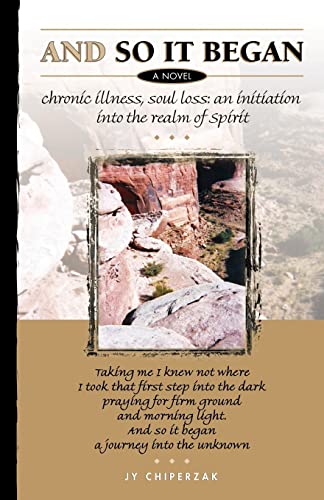 AND SO IT BEGAN
A NOVEL
chronic illness, soul loss: an initiation
into the realm of Spirit
Taking me I knew not where
I took that first step into the dark
praying for firm ground
and morning light.
And so it began
a journey into the unknown
JY CHIPERZAK